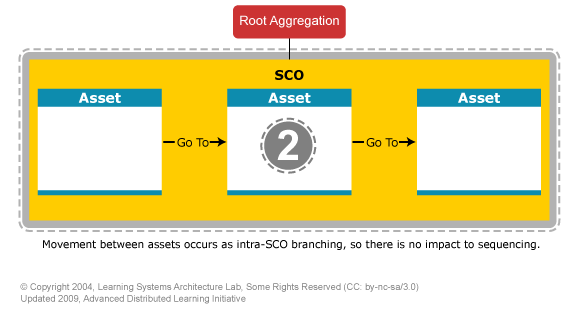 Root Aggregation
SCO
Asset
Asset
Asset
Go To
2
Go To
Movement between assets occurs as intra-SCO branching, so there is no impact to sequencing.
© Copyright 2004, Learning Systems Architecture Lab, Some Rights Reserved (CC: by-nc-sa/3.0)
Updated 2009, Advanced Distributed Learning Initiative